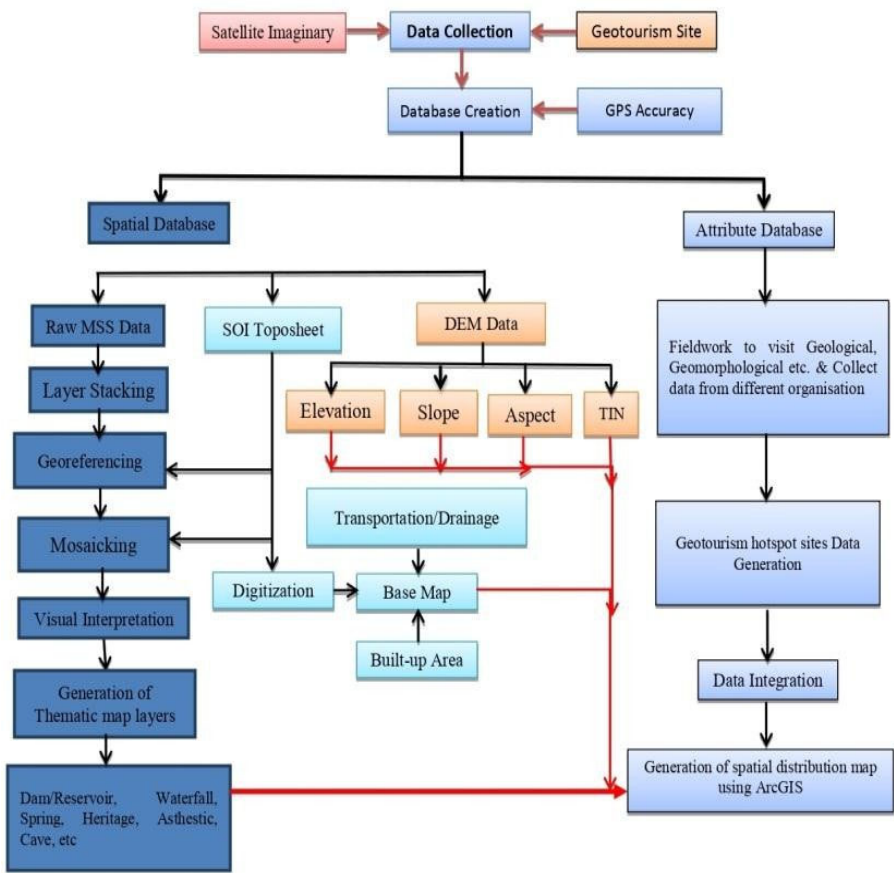 Satellite Imaginary
Data Collection
Geotourism Site
Database Creation
GPS Accuracy
Spatial Database
Attribute Database
Raw MSS Data
SOI Toposheet
DEM Data
Fieldwork to visit Geological,
Geomorphological etc. & Collect
data from different organisation
Layer Stacking
Elevation
Slope
Aspect
TIN
Georeferencing
Transportation/Drainage
Mosaicking
Geotourism hotspot sites Data
Generation
Digitization
Base Map
Visual Interpretation
Built-up Area
Generation of
Thematic map layers
Data Integration
Dam/Reservoir, Waterfall,
Spring, Heritage, Asthestic,
Cave, etc
Generation of spatial distribution map
using ArcGIS